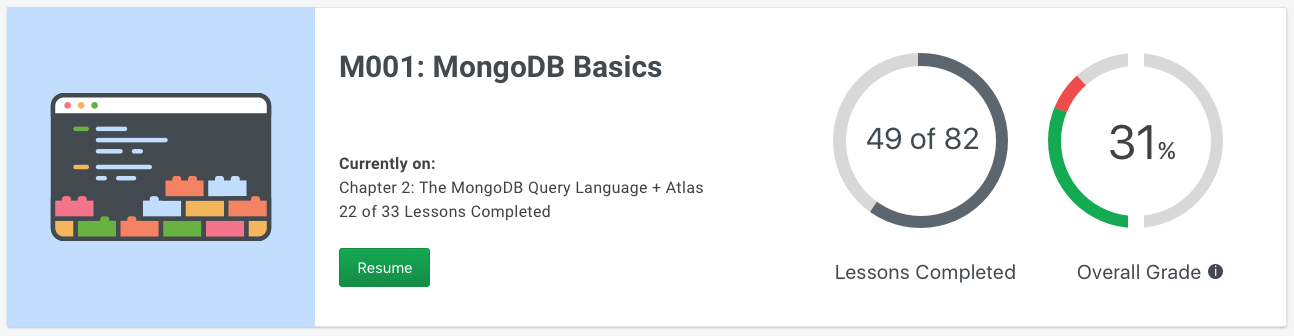 M001: MongoDB Basics
Currently on:
Chapter 2: The MongoDB Query Language + Atlas
22 of 33 Lessons Completed
Resume
49 of 82
Lessons Completed
31%
Overall Grade i